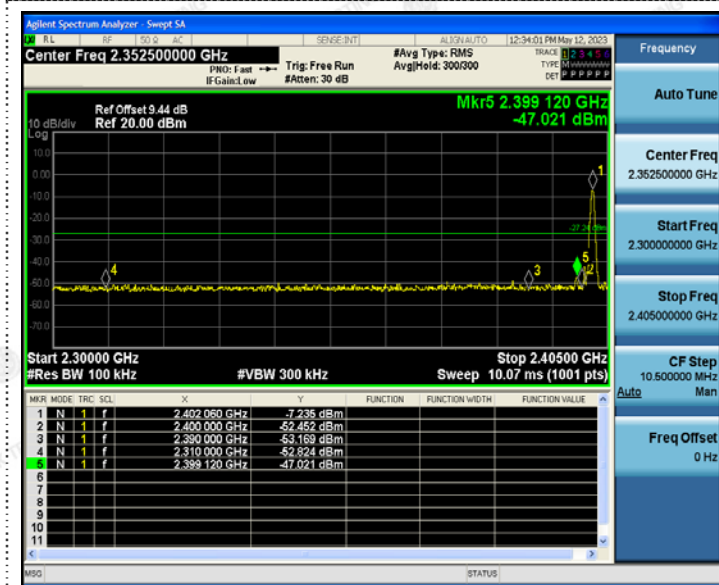 Agilent Spectrum Analyzer - Swept SA
RL RF 50 Ω AC SENSE:INT ALIGN AUTO 12:34:01 PM May 12, 2023
Center Freq 2.352500000 GHz
PNO: Fast
IFGain:Low
Trig: Free Run
#Atten: 30 dB
#Avg Type: RMS
Avg|Hold: 300/300
TRACE 1 2 3 4 5 6
TYPE M
DET P P P P P P
Mkr5 2.399 120 GHz
-47.021 dBm
Ref Offset 9.44 dB
10 dB/div Ref 20.00 dBm
Log
10.0
0.00
-10.0
-20.0
-30.0
-40.0
-50.0
-60.0
-70.0
1
-27.24 dBm
4
3
5
2
Start 2.30000 GHz Stop 2.40500 GHz
#Res BW 100 kHz #VBW 300 kHz Sweep 10.07 ms (1001 pts)
MKR MODE TRC SCL X Y FUNCTION FUNCTION WIDTH FUNCTION VALUE
1 N 1 f 2.402 060 GHz -7.235 dBm
2 N 1 f 2.400 000 GHz -52.452 dBm
3 N 1 f 2.390 000 GHz -53.169 dBm
4 N 1 f 2.310 000 GHz -52.824 dBm
5 N 1 f 2.399 120 GHz -47.021 dBm
6
7
8
9
10
11
MSG STATUS
Frequency
Auto Tune
Center Freq
2.352500000 GHz
Start Freq
2.300000000 GHz
Stop Freq
2.405000000 GHz
CF Step
10.500000 MHz
Auto Man
Freq Offset
0 Hz